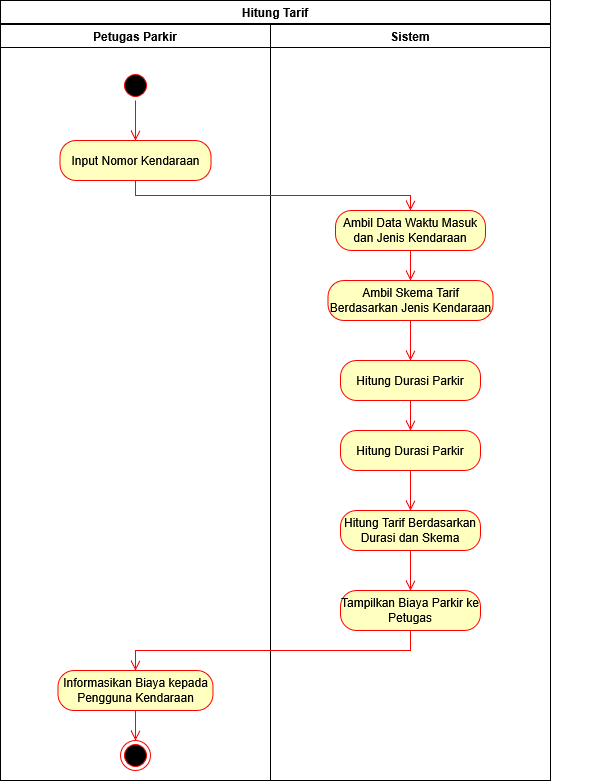 Hitung Tarif
Petugas Parkir
Sistem
Input Nomor Kendaraan
Ambil Data Waktu Masuk
dan Jenis Kendaraan
Ambil Skema Tarif
Berdasarkan Jenis Kendaraan
Hitung Durasi Parkir
Hitung Durasi Parkir
Hitung Tarif Berdasarkan
Durasi dan Skema
Tampilkan Biaya Parkir ke
Petugas
Informasikan Biaya kepada
Pengguna Kendaraan